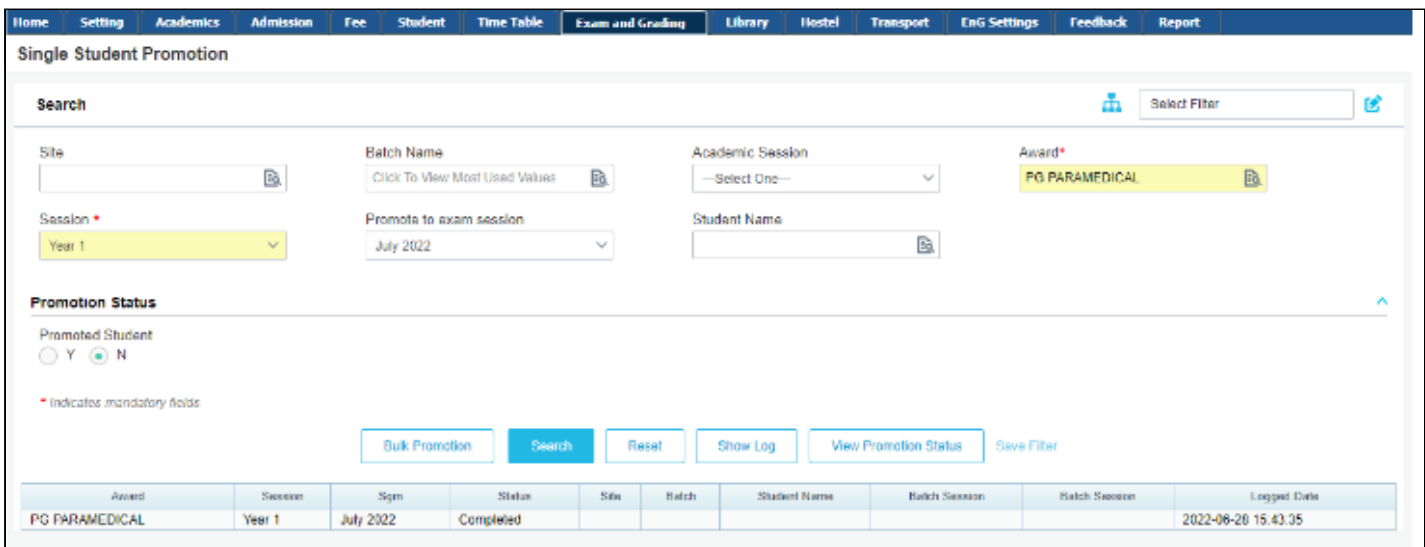 Home Setting Academics Admission Fee Student Time Table Exam and Grading Library Hostel Transport EnG Settings Feedback Report
Single Student Promotion
Search Select Filter
Site Batch Name Academic Session Award*
Click To View Most Used Values ---Select One--- PG PARAMEDICAL
Session * Promote to exam session Student Name
Year 1 July 2022
Promotion Status
Promoted Student
Y N
* Indicates mandatory fields
Bulk Promotion Search Reset Show Log View Promotion Status Save Filter
Award Session Sqm Status Site Batch Student Name Batch Session Batch Session Logged Date
PG PARAMEDICAL Year 1 July 2022 Completed 2022-06-28 15:43:35